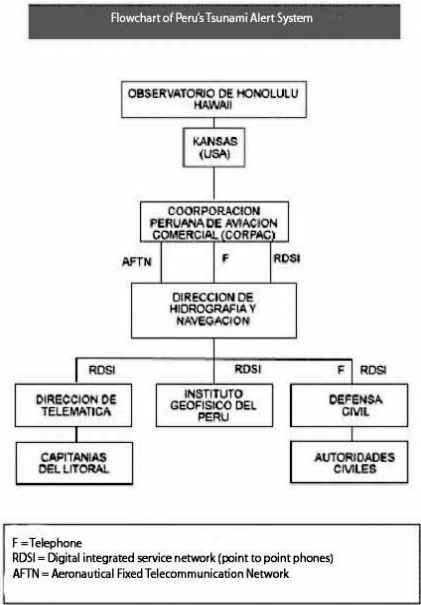 Flowchart of Peru's Tsunami Alert System
OBSERVATORIO DE HONOLULU
HAWAII
KANSAS
(USA)
COORPORACION
PERUANA DE AVIACION
COMERCIAL (CORPAC)
AFTN F RDSI
DIRECCION DE
HIDROGRAFIA Y
NAVEGACION
RDSI RDSI F RDSI
DIRECCION DE
TELEMATICA
INSTITUTO
GEOFISICO DEL
PERU
DEFENSA
CIVIL
CAPITANIAS
DEL LITORAL
AUTORIDADES
CIVILES
F = Telephone
RDSI = Digital integrated service network (point to point phones)
AFTN = Aeronautical Fixed Telecommunication Network